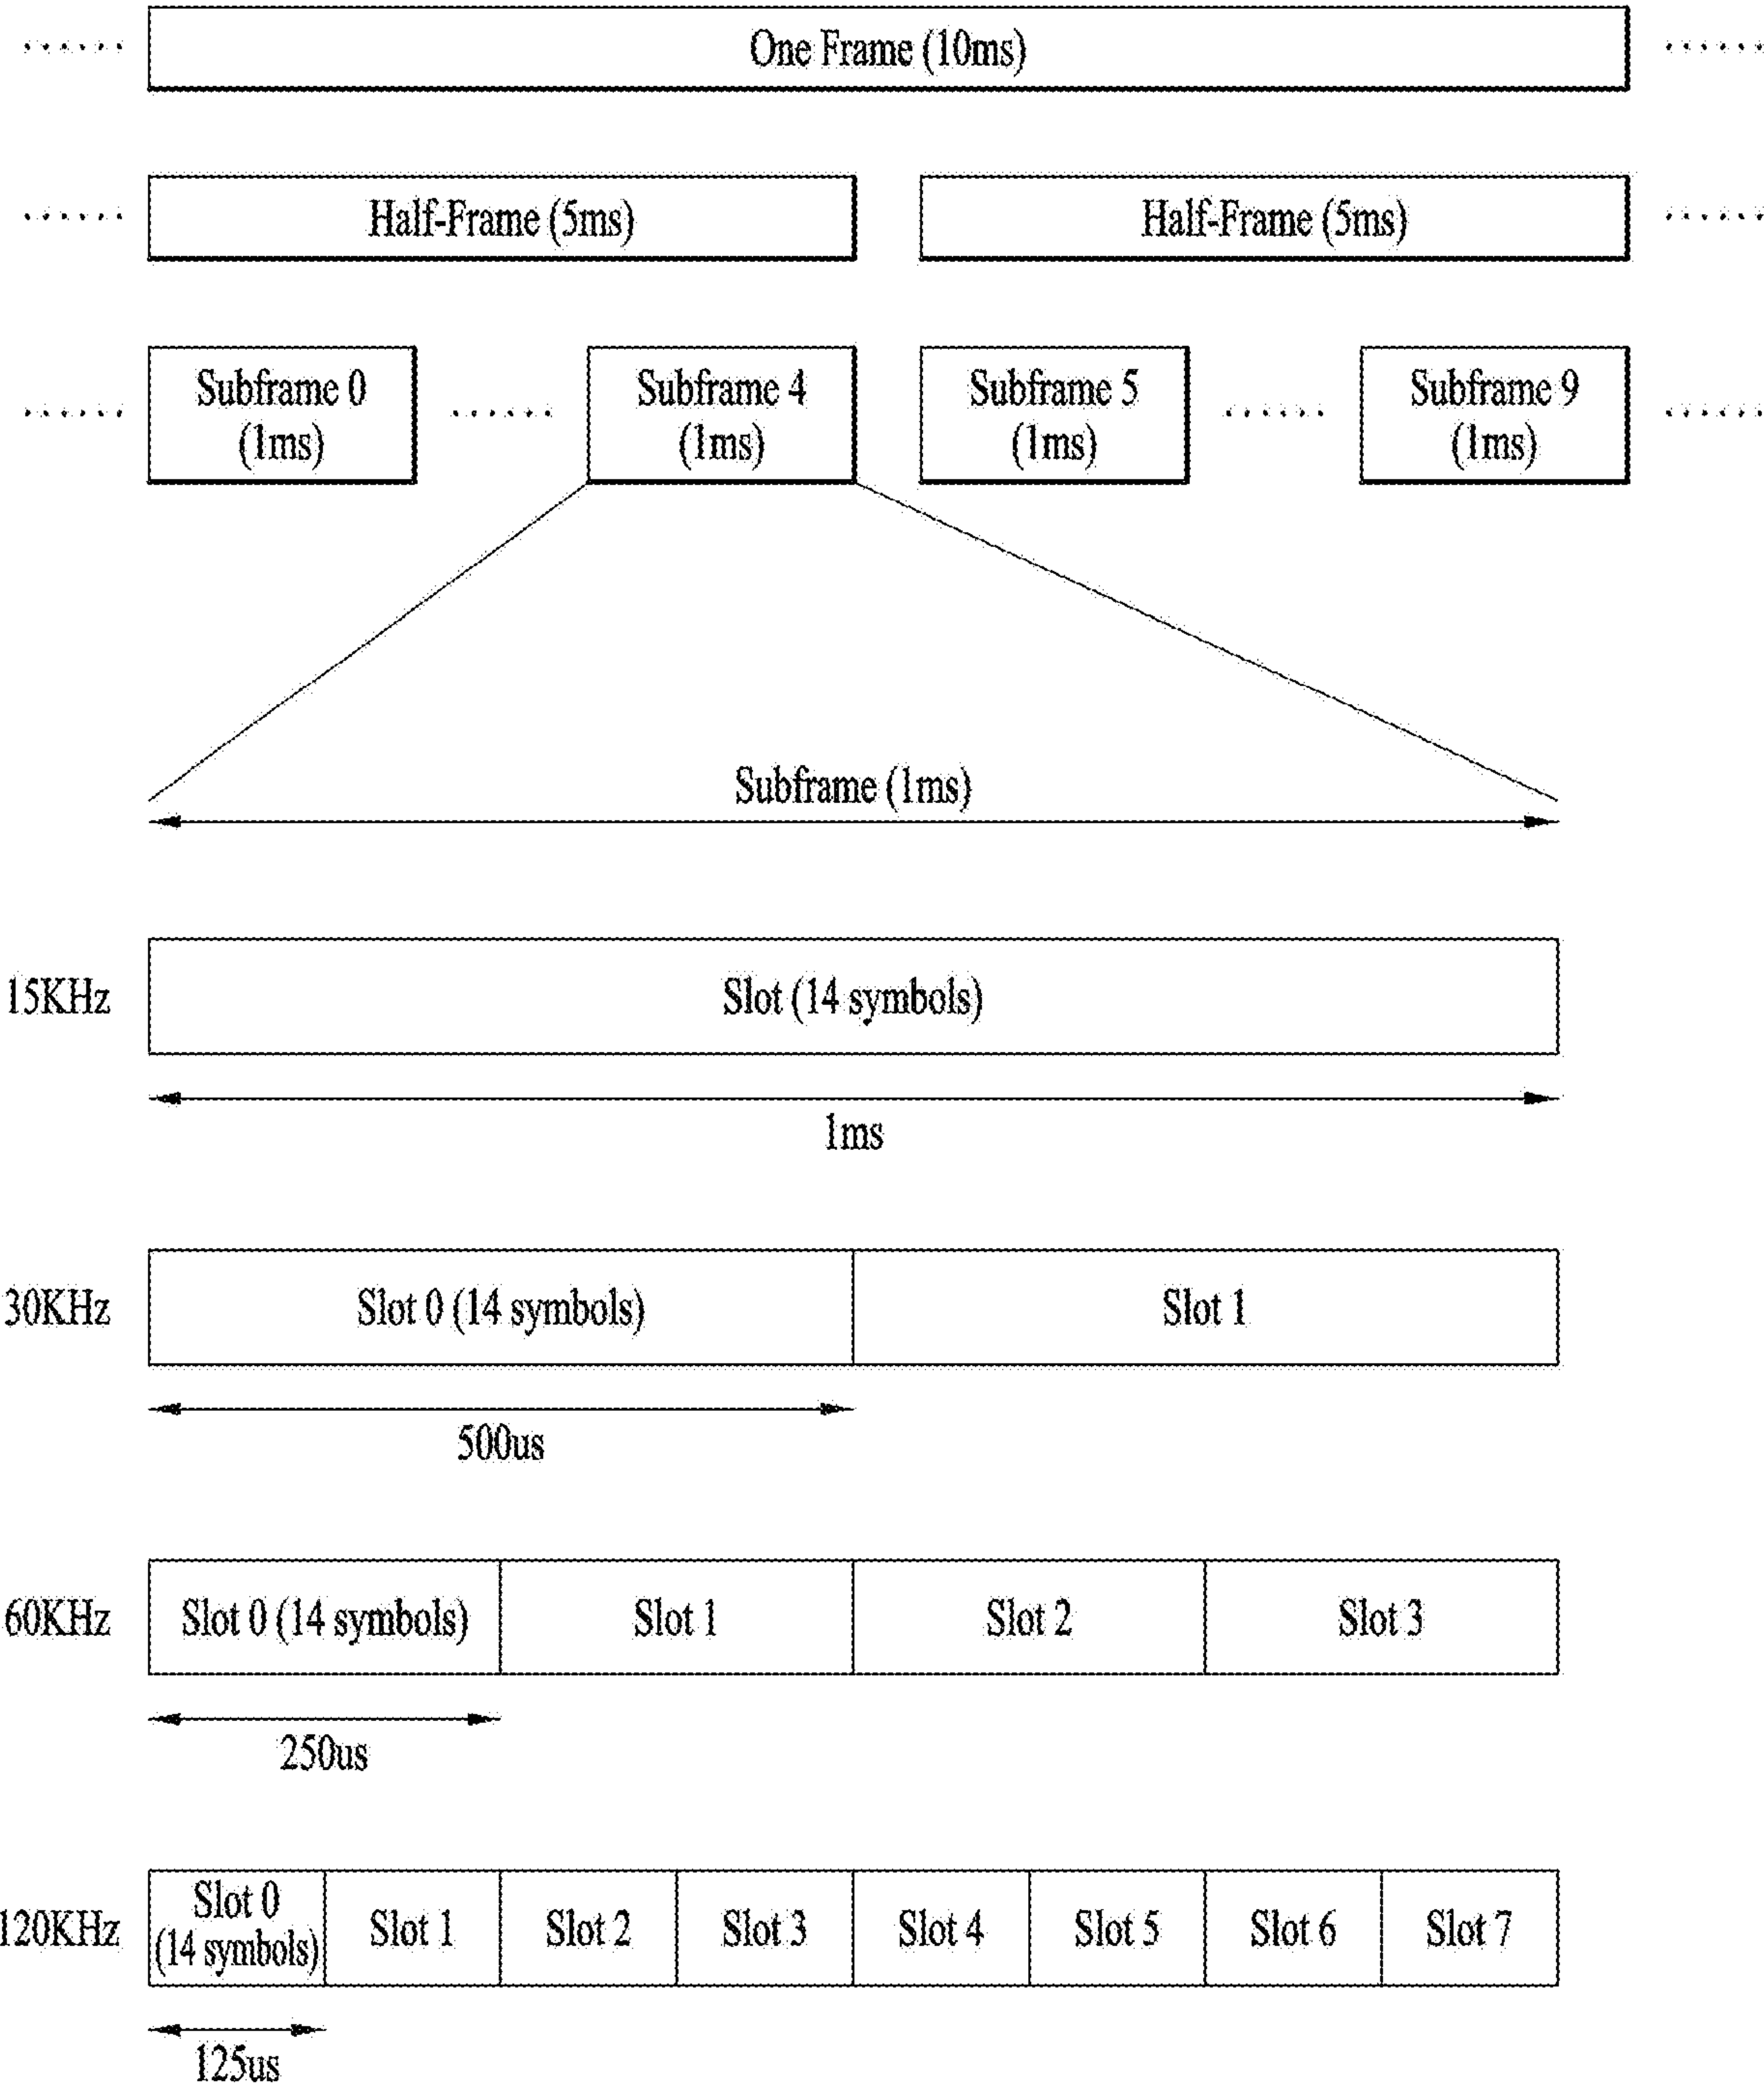 One Frame (10ms)
Half-Frame (5ms)
Half-Frame (5ms)
Subframe 0
(1ms)
Subframe 4
(1ms)
Subframe 5
(1ms)
Subframe 9
(1ms)
Subframe (1ms)
15KHz
Slot (14 symbols)
1ms
30KHz
Slot 0 (14 symbols)
Slot 1
500us
60KHz
Slot 0 (14 symbols)
Slot 1
Slot 2
Slot 3
250us
120KHz
Slot 0
(14 symbols)
Slot 1
Slot 2
Slot 3
Slot 4
Slot 5
Slot 6
Slot 7
125us